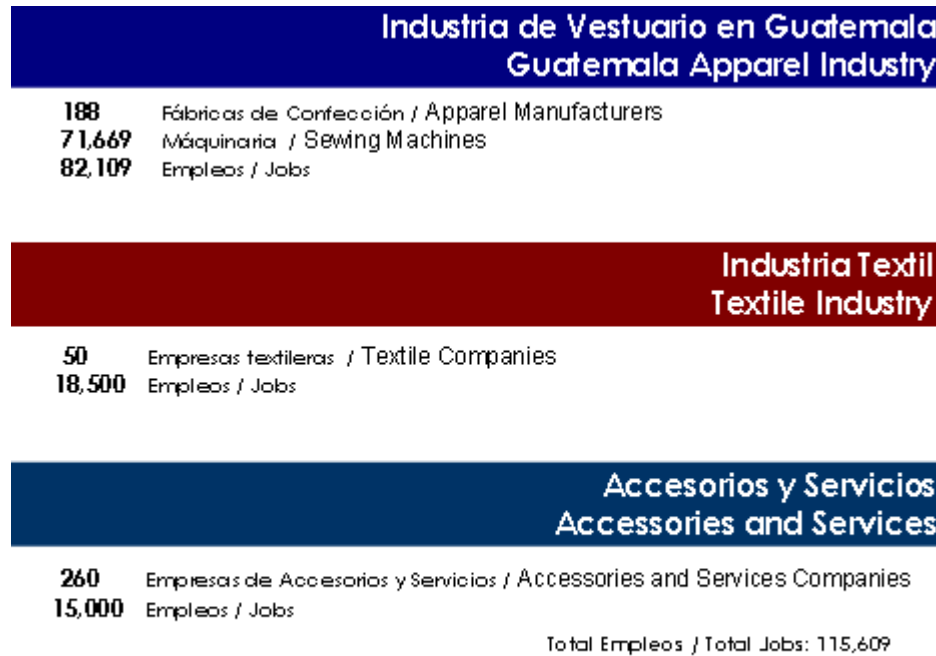 Industria de Vestuario en Guatemala
Guatemala Apparel Industry
188 Fábricas de Confección / Apparel Manufacturers
71,669 Máquinaria / Sewing Machines
82,109 Empleos / Jobs
Industria Textil
Textile Industry
50 Empresas textileras / Textile Companies
18,500 Empleos / Jobs
Accesorios y Servicios
Accessories and Services
260 Empresas de Accesorios y Servicios / Accessories and Services Companies
15,000 Empleos / Jobs
Total Empleos / Total Jobs: 115,609